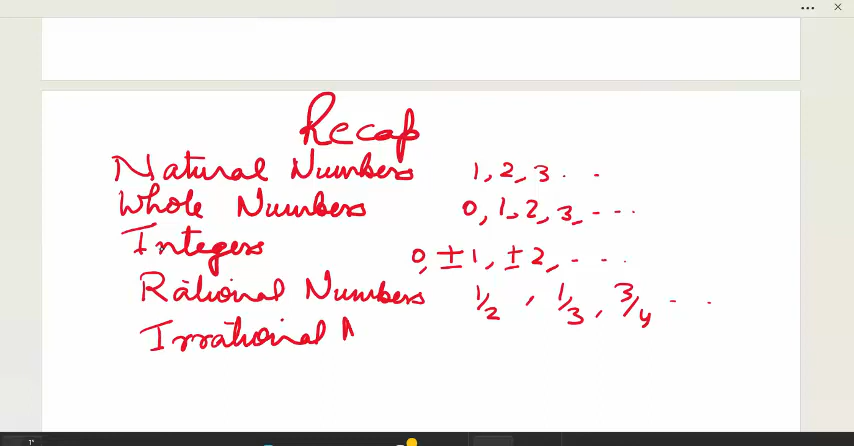 Recap
Natural Numbers 1, 2, 3 . .
Whole Numbers 0, 1, 2, 3, - - - -
Integers 0, ±1, ±2, - - - .
Rational Numbers 1/2, 1/3, 3/4 - -
Irrational N
1°